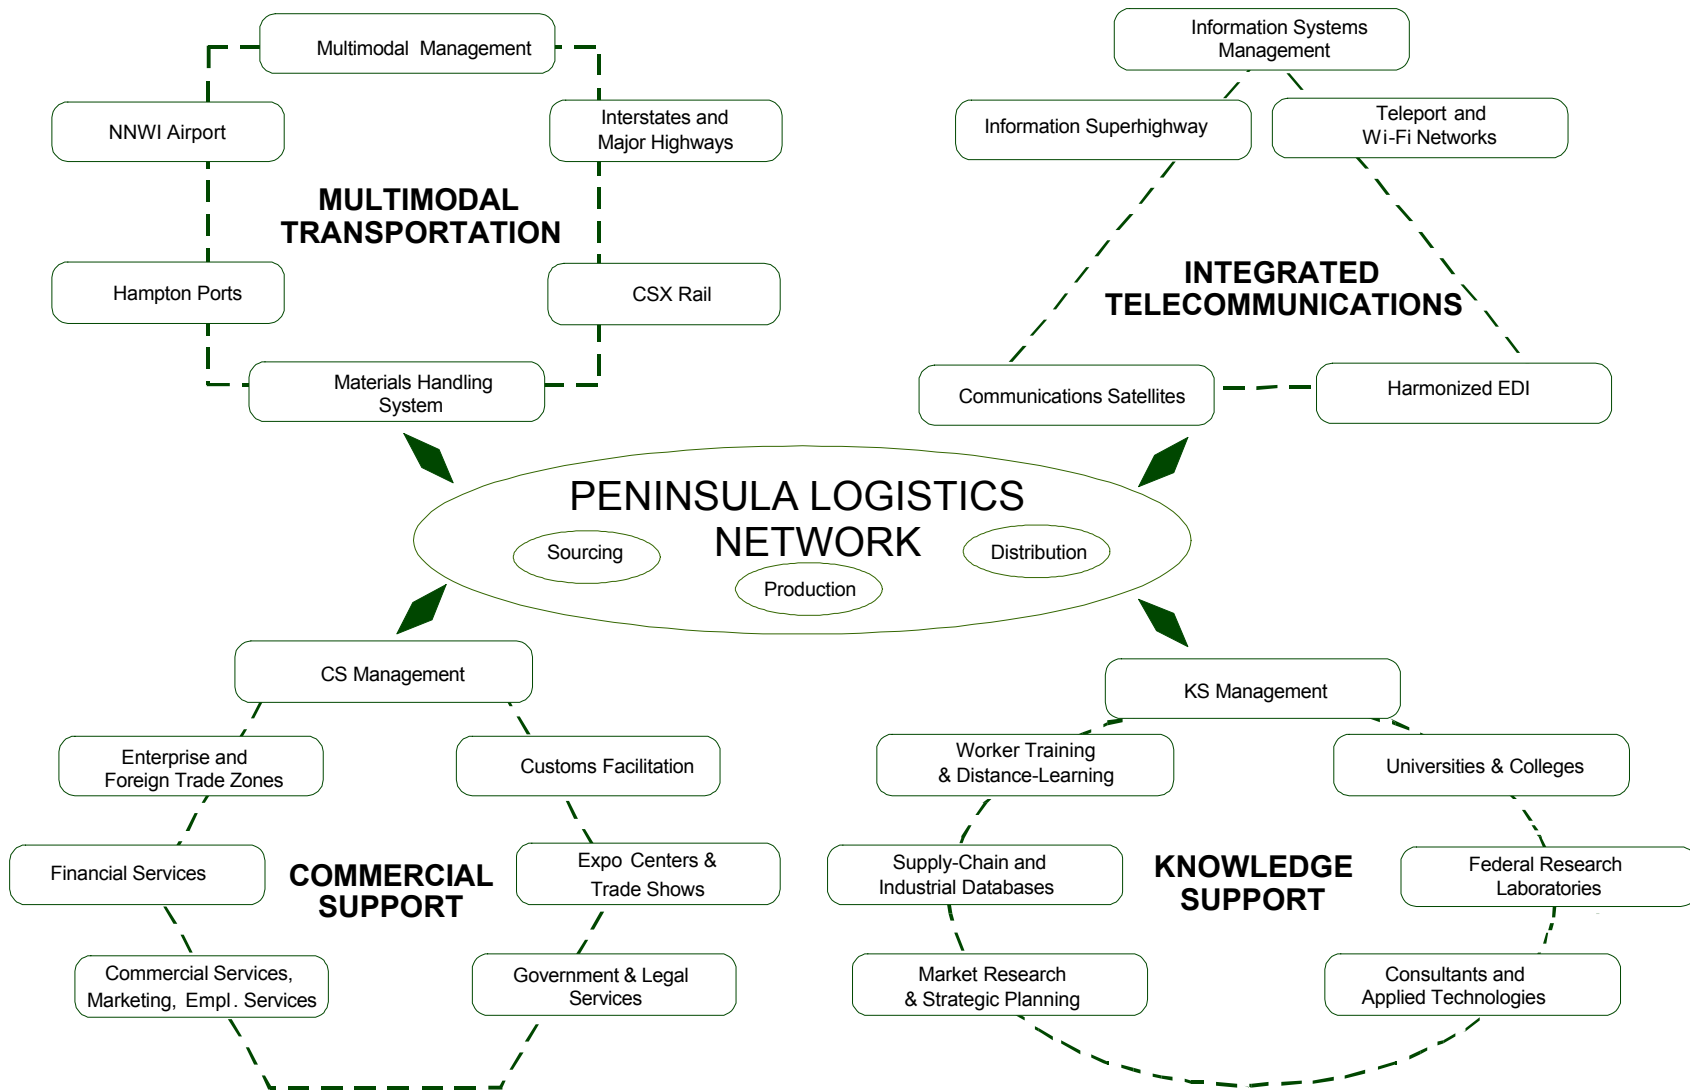 Multimodal Management
NNWI Airport
Interstates and
Major Highways
MULTIMODAL
TRANSPORTATION
Hampton Ports
CSX Rail
Materials Handling
System
Information Systems
Management
Information Superhighway
Teleport and
Wi-Fi Networks
INTEGRATED
TELECOMMUNICATIONS
Communications Satellites
Harmonized EDI
PENINSULA LOGISTICS
NETWORK
Sourcing
Production
Distribution
CS Management
Enterprise and
Foreign Trade Zones
Customs Facilitation
Financial Services
COMMERCIAL
SUPPORT
Expo Centers &
Trade Shows
Commercial Services,
Marketing, Empl. Services
Government & Legal
Services
KS Management
Worker Training
& Distance-Learning
Universities & Colleges
Supply-Chain and
Industrial Databases
KNOWLEDGE
SUPPORT
Federal Research
Laboratories
Market Research
& Strategic Planning
Consultants and
Applied Technologies